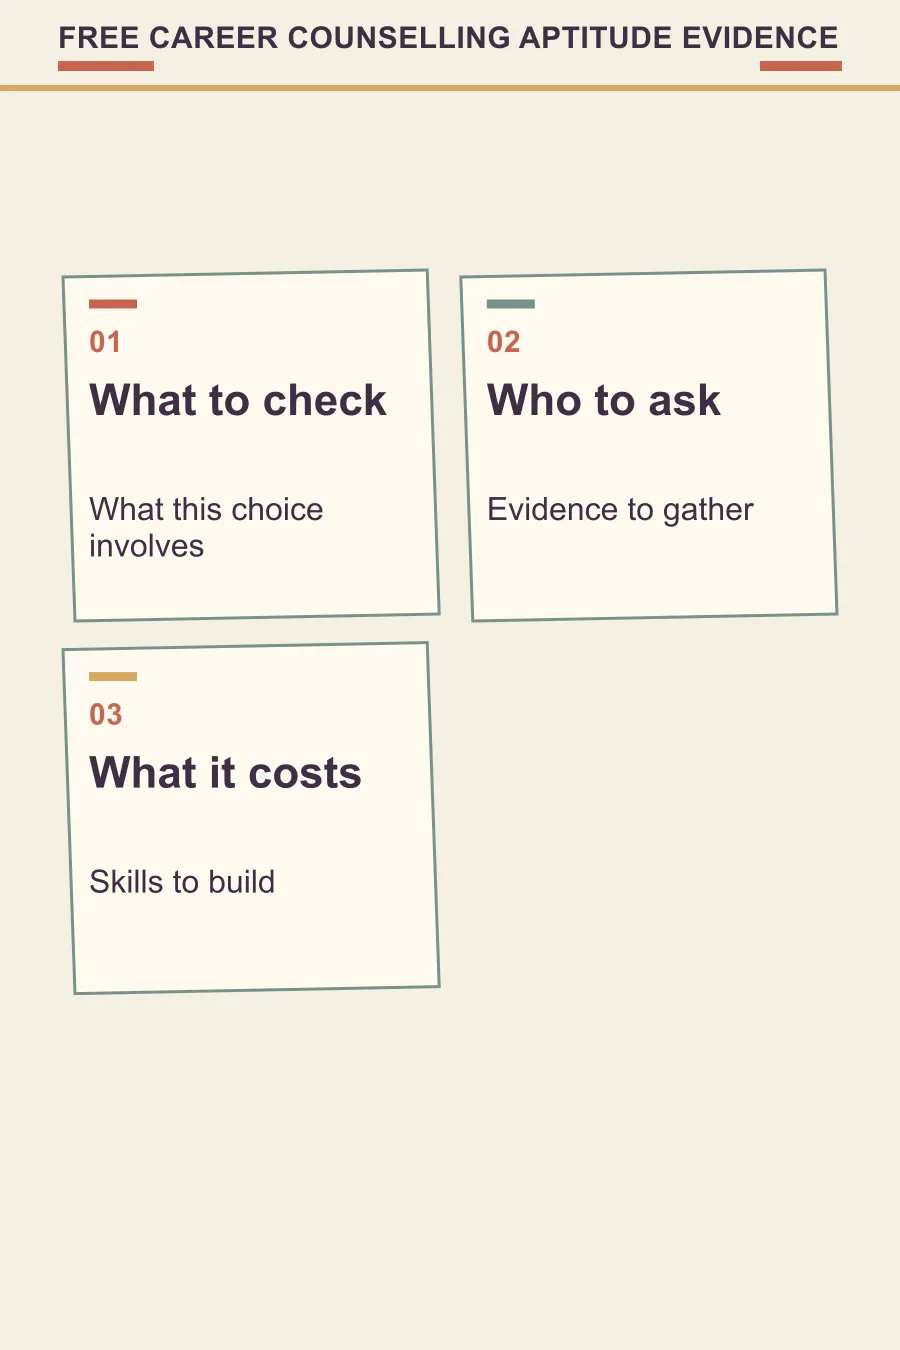 FREE CAREER COUNSELLING APTITUDE EVIDENCE
01
What to check
What this choice
involves
02
Who to ask
Evidence to gather
03
What it costs
Skills to build